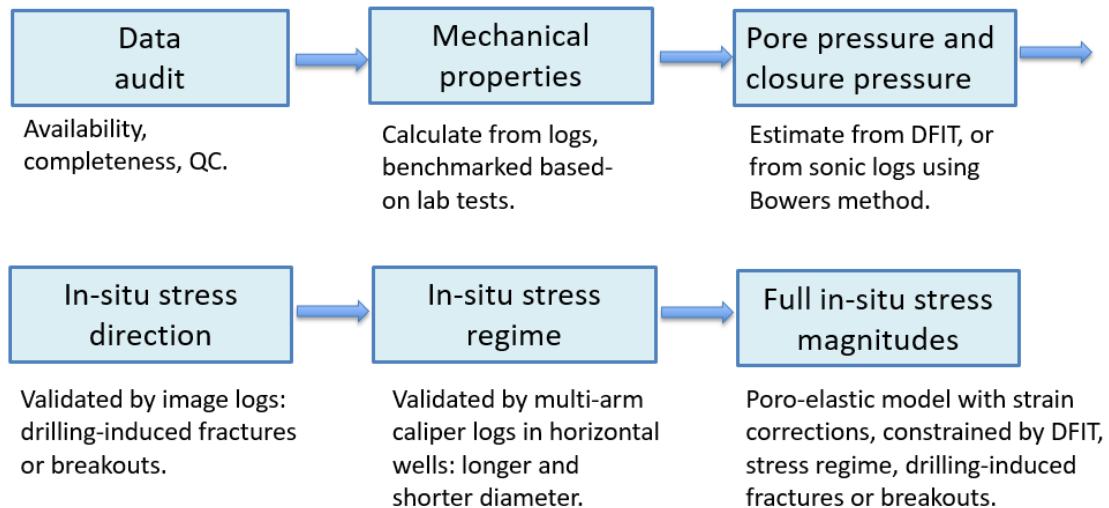 Data
audit
Availability,
completeness, QC.
Mechanical
properties
Calculate from logs,
benchmarked based-
on lab tests.
Pore pressure and
closure pressure
Estimate from DFIT, or
from sonic logs using
Bowers method.
In-situ stress
direction
Validated by image logs:
drilling-induced fractures
or breakouts.
In-situ stress
regime
Validated by multi-arm
caliper logs in horizontal
wells: longer and
shorter diameter.
Full in-situ stress
magnitudes
Poro-elastic model with strain
corrections, constrained by DFIT,
stress regime, drilling-induced
fractures or breakouts.